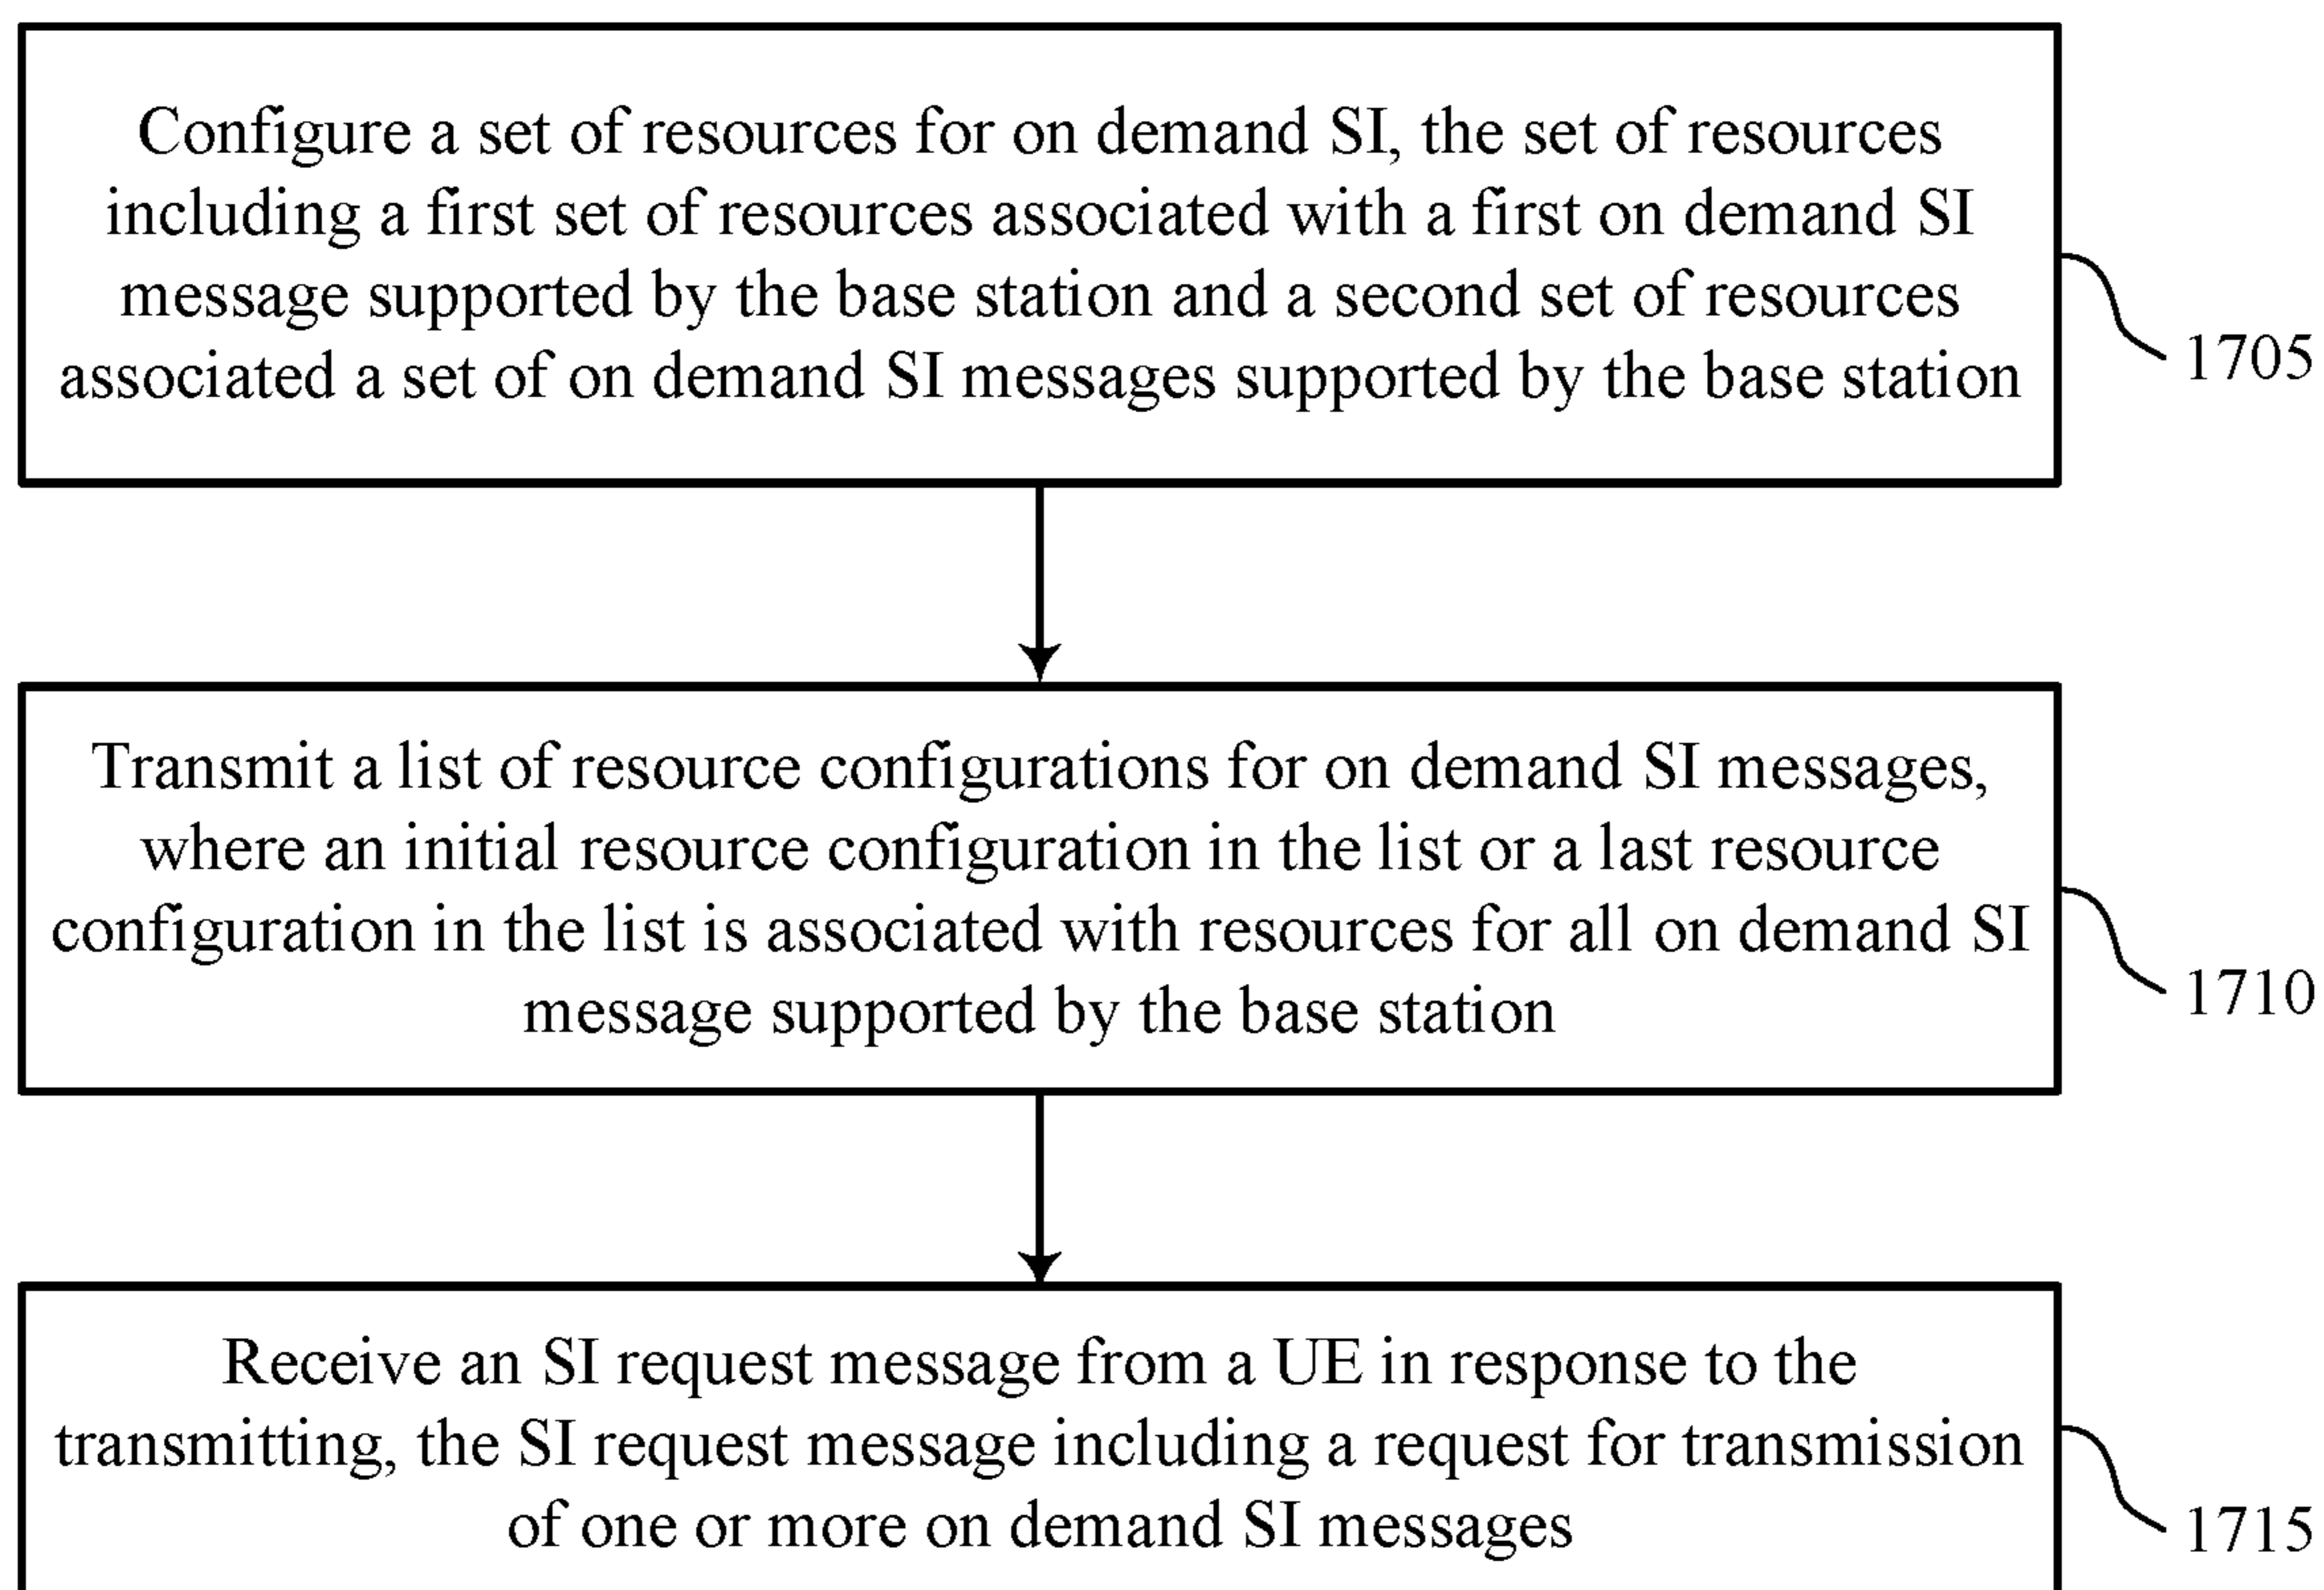 Configure a set of resources for on demand SI, the set of resources
including a first set of resources associated with a first on demand SI
message supported by the base station and a second set of resources
associated a set of on demand SI messages supported by the base station
1705
Transmit a list of resource configurations for on demand SI messages,
where an initial resource configuration in the list or a last resource
configuration in the list is associated with resources for all on demand SI
message supported by the base station
1710
Receive an SI request message from a UE in response to the
transmitting, the SI request message including a request for transmission
of one or more on demand SI messages
1715